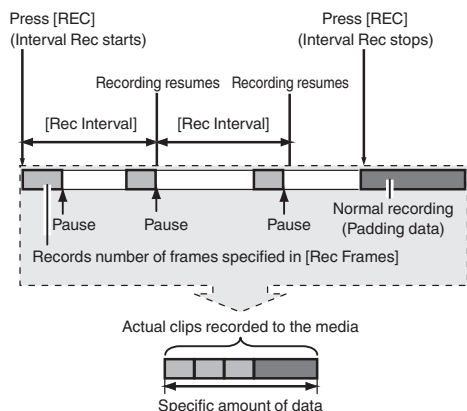 Press [REC]
(Interval Rec starts)
Press [REC]
(Interval Rec stops)
Recording resumes
Recording resumes
[Rec Interval]
[Rec Interval]
Pause
Pause
Pause
Normal recording
(Padding data)
Records number of frames specified in [Rec Frames]
Actual clips recorded to the media
Specific amount of data